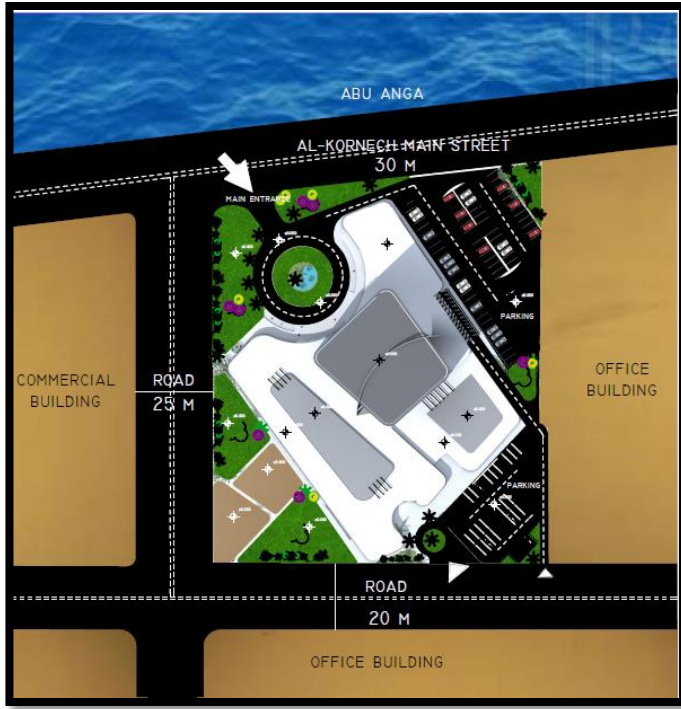 ABU ANGA
AL-KORNECH MAIN STREET
30 M
MAIN ENTRANCE
PARKING
COMMERCIAL
BUILDING
ROAD
25 M
OFFICE
BUILDING
PARKING
ROAD
20 M
OFFICE BUILDING